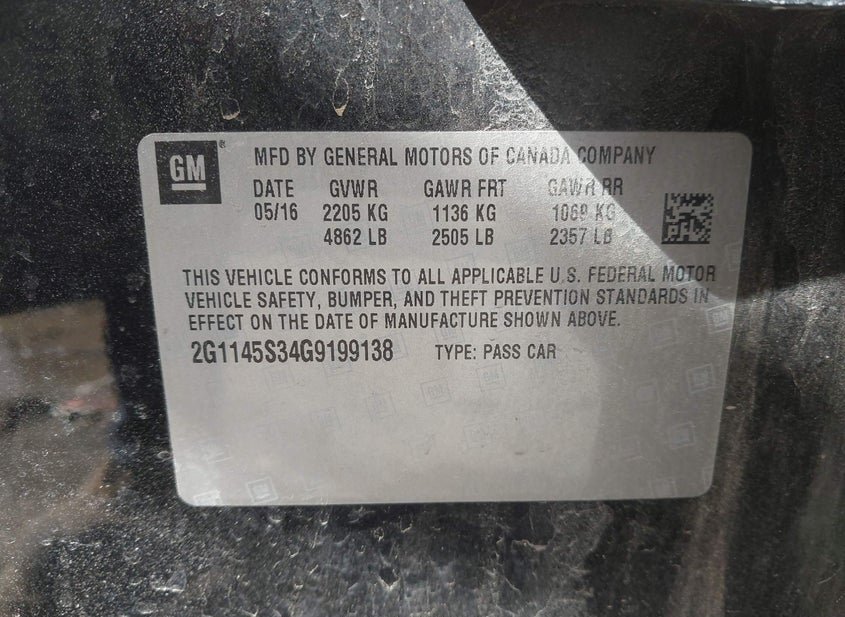 GM
MFD BY GENERAL MOTORS OF CANADA COMPANY
DATE GVWR GAWR FRT GAWR RR
05/16 2205 KG 1136 KG 1069 KG
4862 LB 2505 LB 2357 LB
THIS VEHICLE CONFORMS TO ALL APPLICABLE U.S. FEDERAL MOTOR
VEHICLE SAFETY, BUMPER, AND THEFT PREVENTION STANDARDS IN
EFFECT ON THE DATE OF MANUFACTURE SHOWN ABOVE.
2G1145S34G9199138 TYPE: PASS CAR